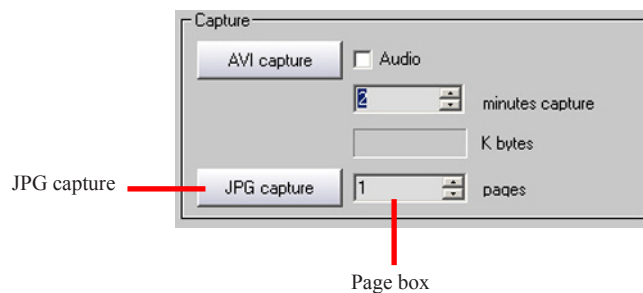 Capture
AVI capture Audio
2 minutes capture
K bytes
JPG capture JPG capture 1 pages
Page box